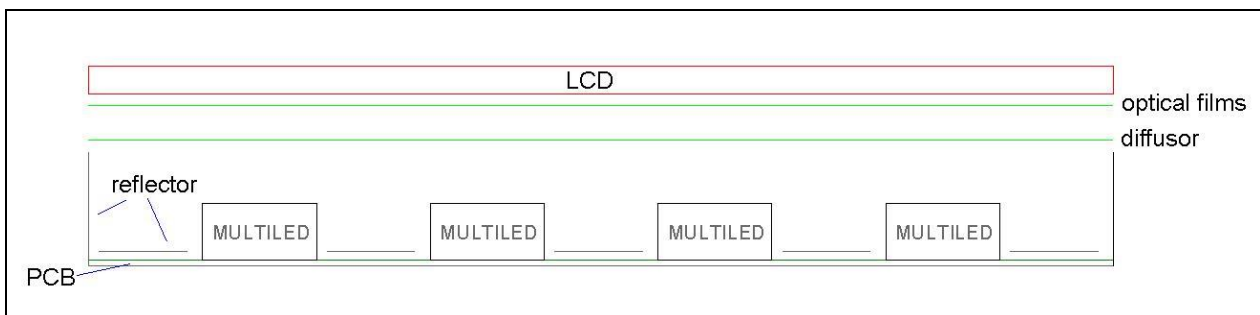 LCD
optical films
diffusor
reflector
MULTILED MULTILED MULTILED MULTILED
PCB